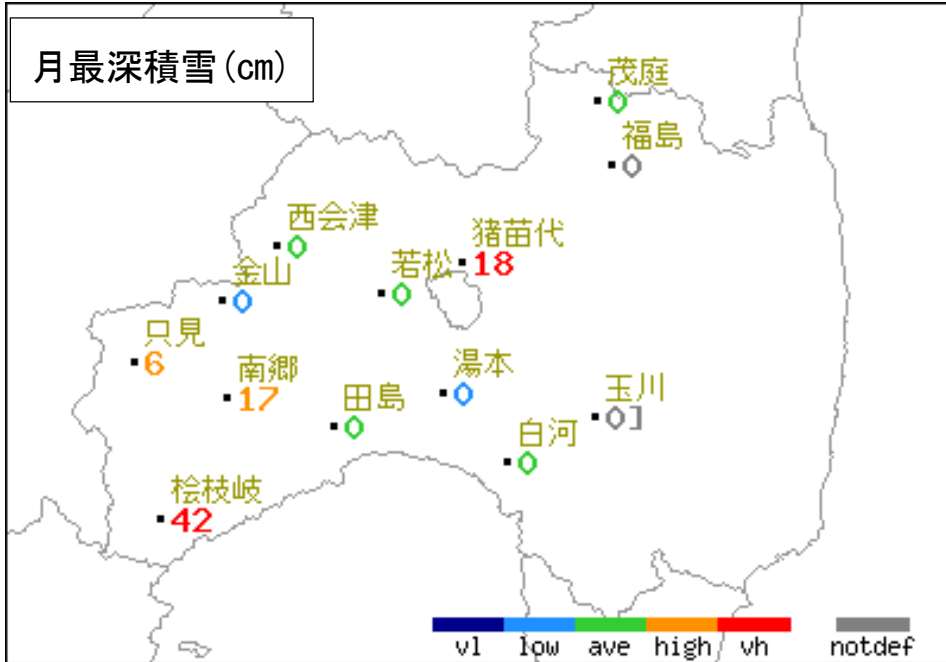 月最深積雪(cm)
茂庭
0
福島
0
西会津
0
猪苗代
18
金山
0
若松
0
只見
6
南郷
17
湯本
0
田島
0
玉川
0]
白河
0
桧枝岐
42
vl low ave high vh notdef